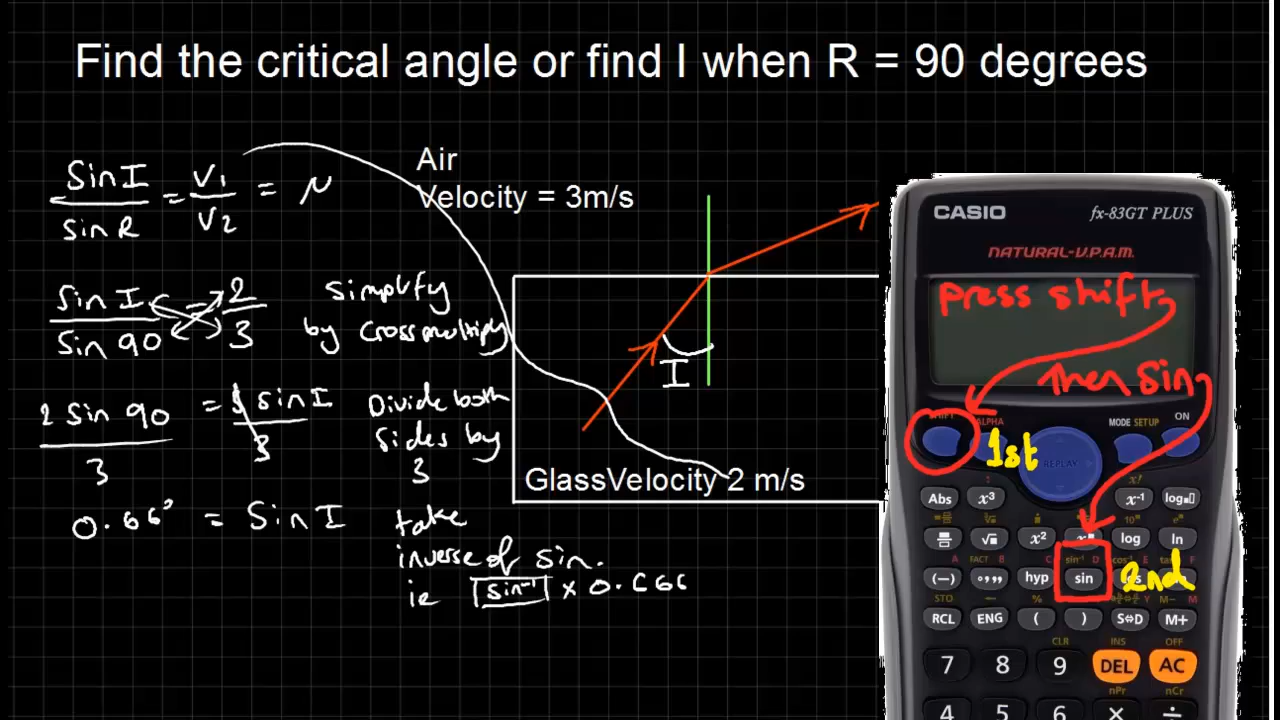 Find the critical angle or find I when R = 90 degrees
Sin I
sin R
= V1
V2
= μ
Air
Velocity = 3m/s
sin I
sin 90
= 2
3
simplify
by cross multiply
2 sin 90
3
= 3 sin I
3
Divide both
sides by
3
0.66° = Sin I
take
inverse of sin.
ie sin⁻¹ × 0.666
I
GlassVelocity 2 m/s
CASIO fx-83GT PLUS
NATURAL-V.P.A.M.
press shift
then sin
SHIFT ALPHA MODE SETUP ON
1st
REPLAY
Abs x³ x⁻¹ log
x² log ln
(—) hyp sin 2nd
STO
RCL ENG ( ) S⇔D M+
CLR INS OFF
7 8 9 DEL AC
nPr nCr
4 5 6 × ÷